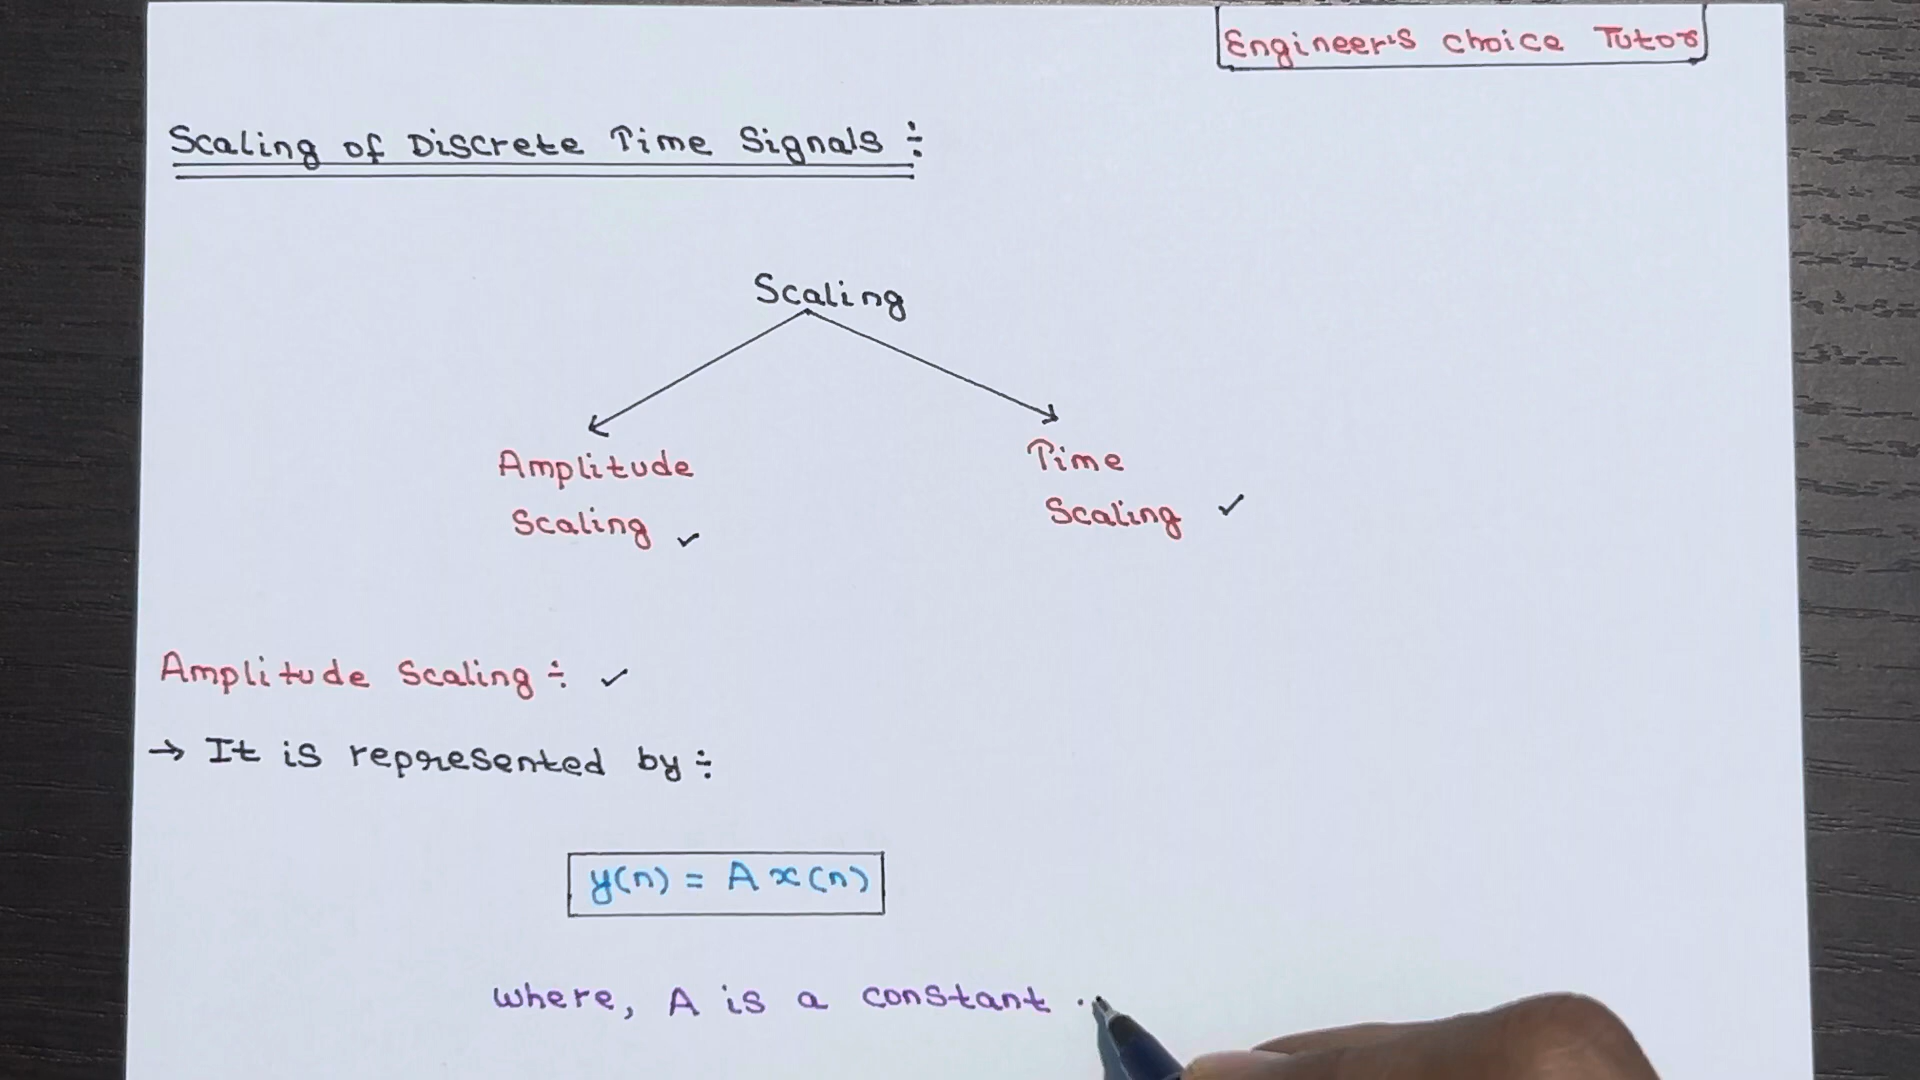 Engineer's choice Tutor
Scaling of Discrete Time Signals ÷
Scaling
Amplitude
Scaling ✓
Time
Scaling ✓
Amplitude Scaling ÷ ✓
→ It is represented by ÷
y(n) = A x(n)
where, A is a constant .